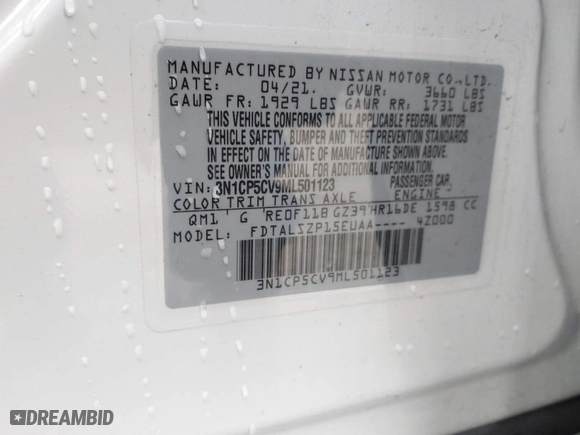 MANUFACTURED BY NISSAN MOTOR CO.,LTD.
DATE: 04/21. GVWR: 3660 LBS
GAWR FR: 1929 LBS GAWR RR: 1731 LBS
THIS VEHICLE CONFORMS TO ALL APPLICABLE FEDERAL MOTOR
VEHICLE SAFETY, BUMPER AND THEFT PREVENTION STANDARDS
IN EFFECT ON THE DATE OF MANUFACTURE SHOWN ABOVE.
SEE OWNER'S MANUAL FOR ADDITIONAL INFORMATION.
VIN: 3N1CP5CV9ML501123 PASSENGER CAR
COLOR TRIM TRANS AXLE ENGINE
QM1 G RE0F11B GZ39 HR16DE 1598 CC
MODEL: FDTALSZP15EUAA---- 4Z000
3N1CP5CV9ML501123
DREAMBID